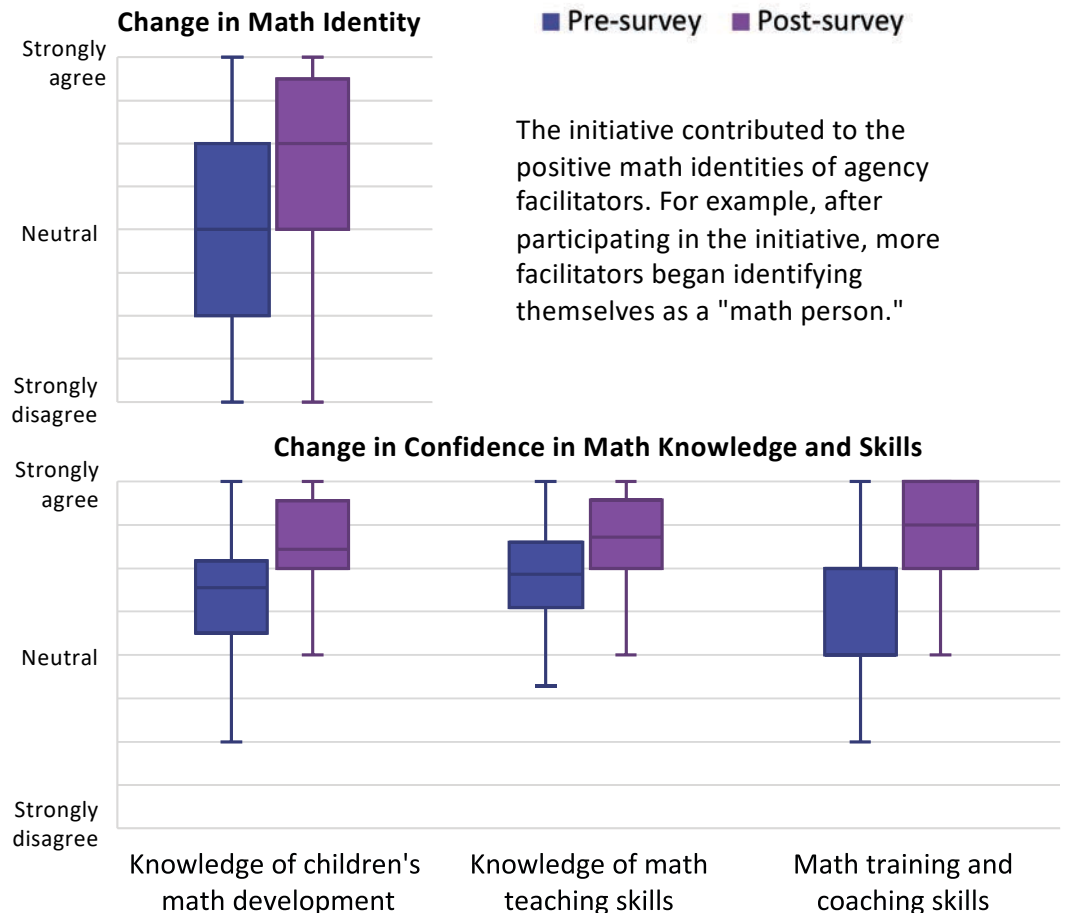 Change in Math Identity
Pre-survey
Post-survey
Strongly
agree
Neutral
Strongly
disagree
The initiative contributed to the
positive math identities of agency
facilitators. For example, after
participating in the initiative, more
facilitators began identifying
themselves as a "math person."
Change in Confidence in Math Knowledge and Skills
Strongly
agree
Neutral
Strongly
disagree
Knowledge of children's
math development
Knowledge of math
teaching skills
Math training and
coaching skills